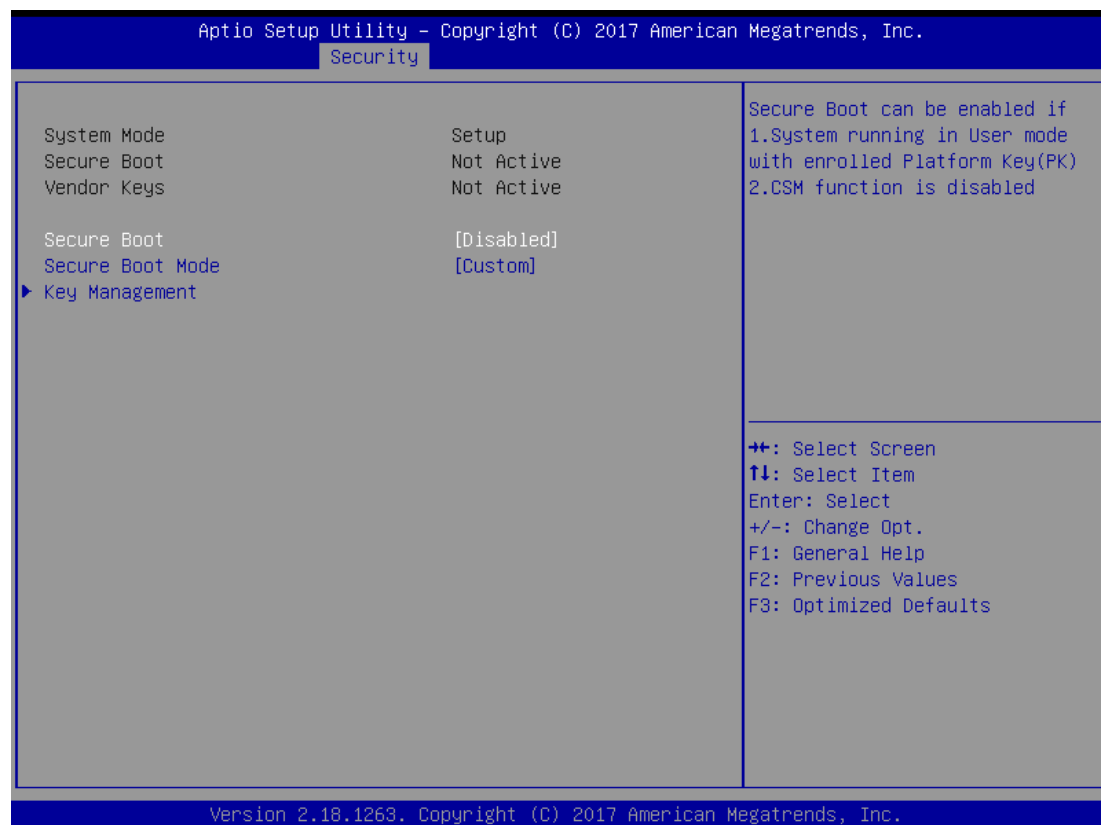 Aptio Setup Utility – Copyright (C) 2017 American Megatrends, Inc.
Security
System Mode Setup
Secure Boot Not Active
Vendor Keys Not Active
Secure Boot [Disabled]
Secure Boot Mode [Custom]
▶ Key Management
Secure Boot can be enabled if
1.System running in User mode
with enrolled Platform Key(PK)
2.CSM function is disabled
→←: Select Screen
↑↓: Select Item
Enter: Select
+/-: Change Opt.
F1: General Help
F2: Previous Values
F3: Optimized Defaults
Version 2.18.1263. Copyright (C) 2017 American Megatrends, Inc.